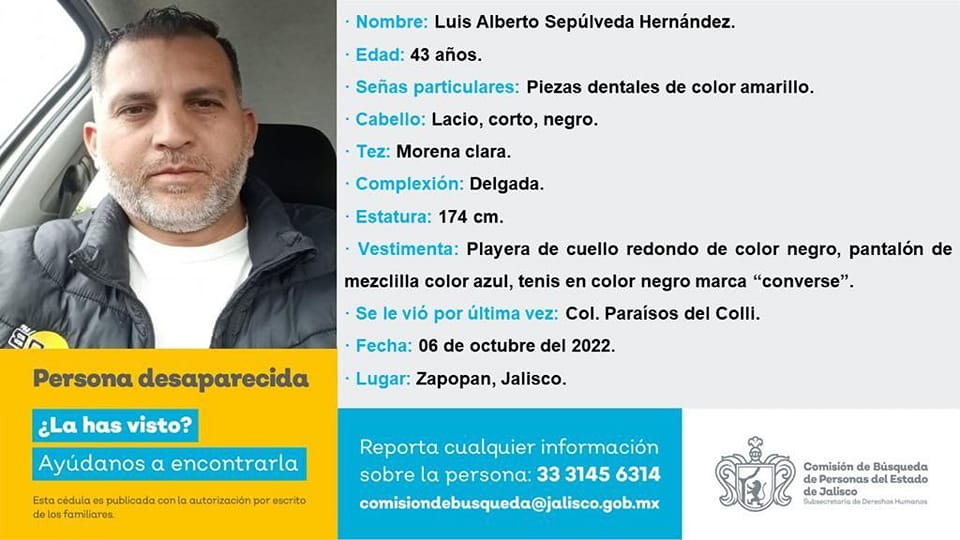 · Nombre: Luis Alberto Sepúlveda Hernández.
· Edad: 43 años.
· Señas particulares: Piezas dentales de color amarillo.
· Cabello: Lacio, corto, negro.
· Tez: Morena clara.
· Complexión: Delgada.
· Estatura: 174 cm.
· Vestimenta: Playera de cuello redondo de color negro, pantalón de
mezclilla color azul, tenis en color negro marca “converse”.
· Se le vió por última vez: Col. Paraísos del Colli.
· Fecha: 06 de octubre del 2022.
· Lugar: Zapopan, Jalisco.
Persona desaparecida
¿La has visto?
Ayúdanos a encontrarla
Esta cédula es publicada con la autorización por escrito
de los familiares.
Reporta cualquier información
sobre la persona: 33 3145 6314
comisiondebusqueda@jalisco.gob.mx
Comisión de Búsqueda
de Personas del Estado
de Jalisco
Subsecretaría de Derechos Humanos